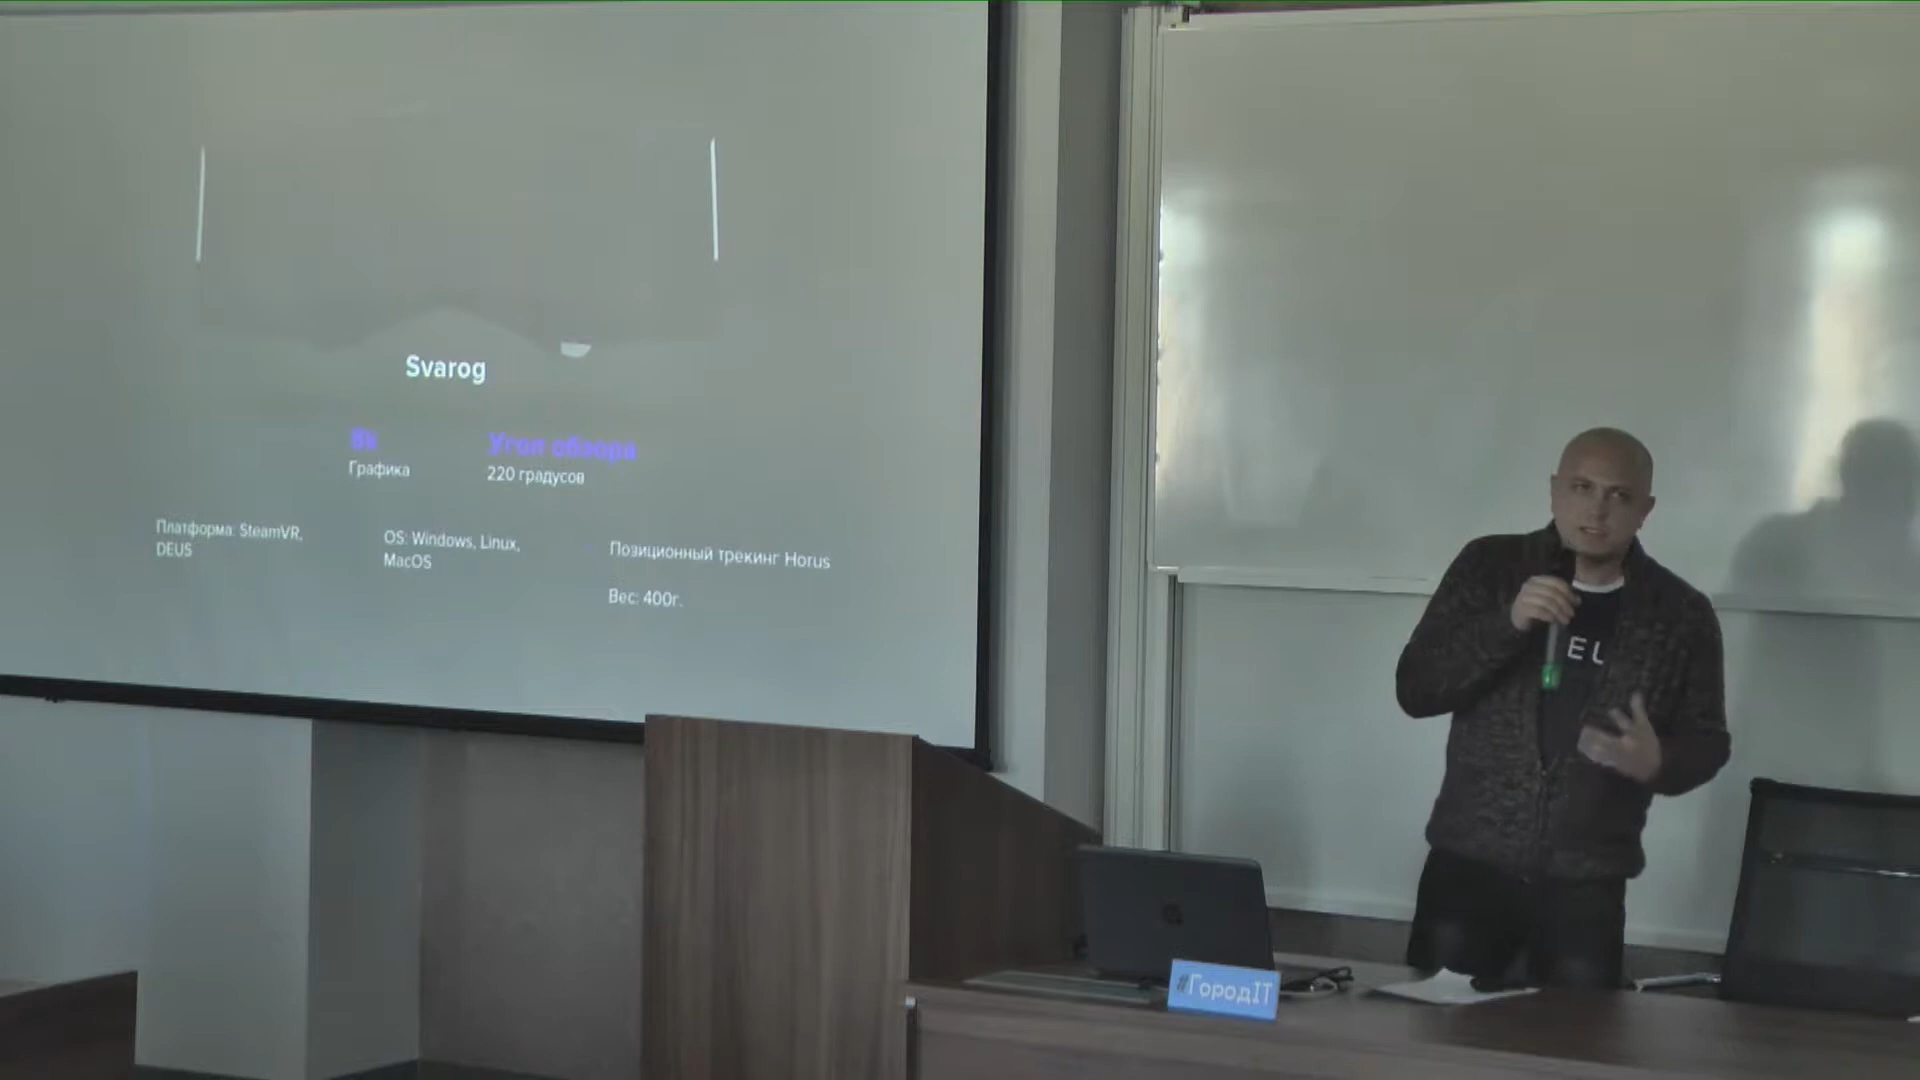 Svarog
8k
Графика
Угол обзора
220 градусов
Платформа: SteamVR,
DEUS
OS: Windows, Linux,
MacOS
Позиционный трекинг Horus
Вес: 400г.
EU
#ГородIT